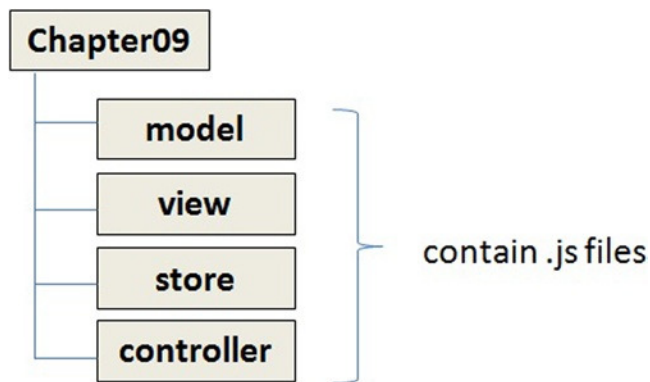 Chapter09
model
view
store
controller
contain .js files